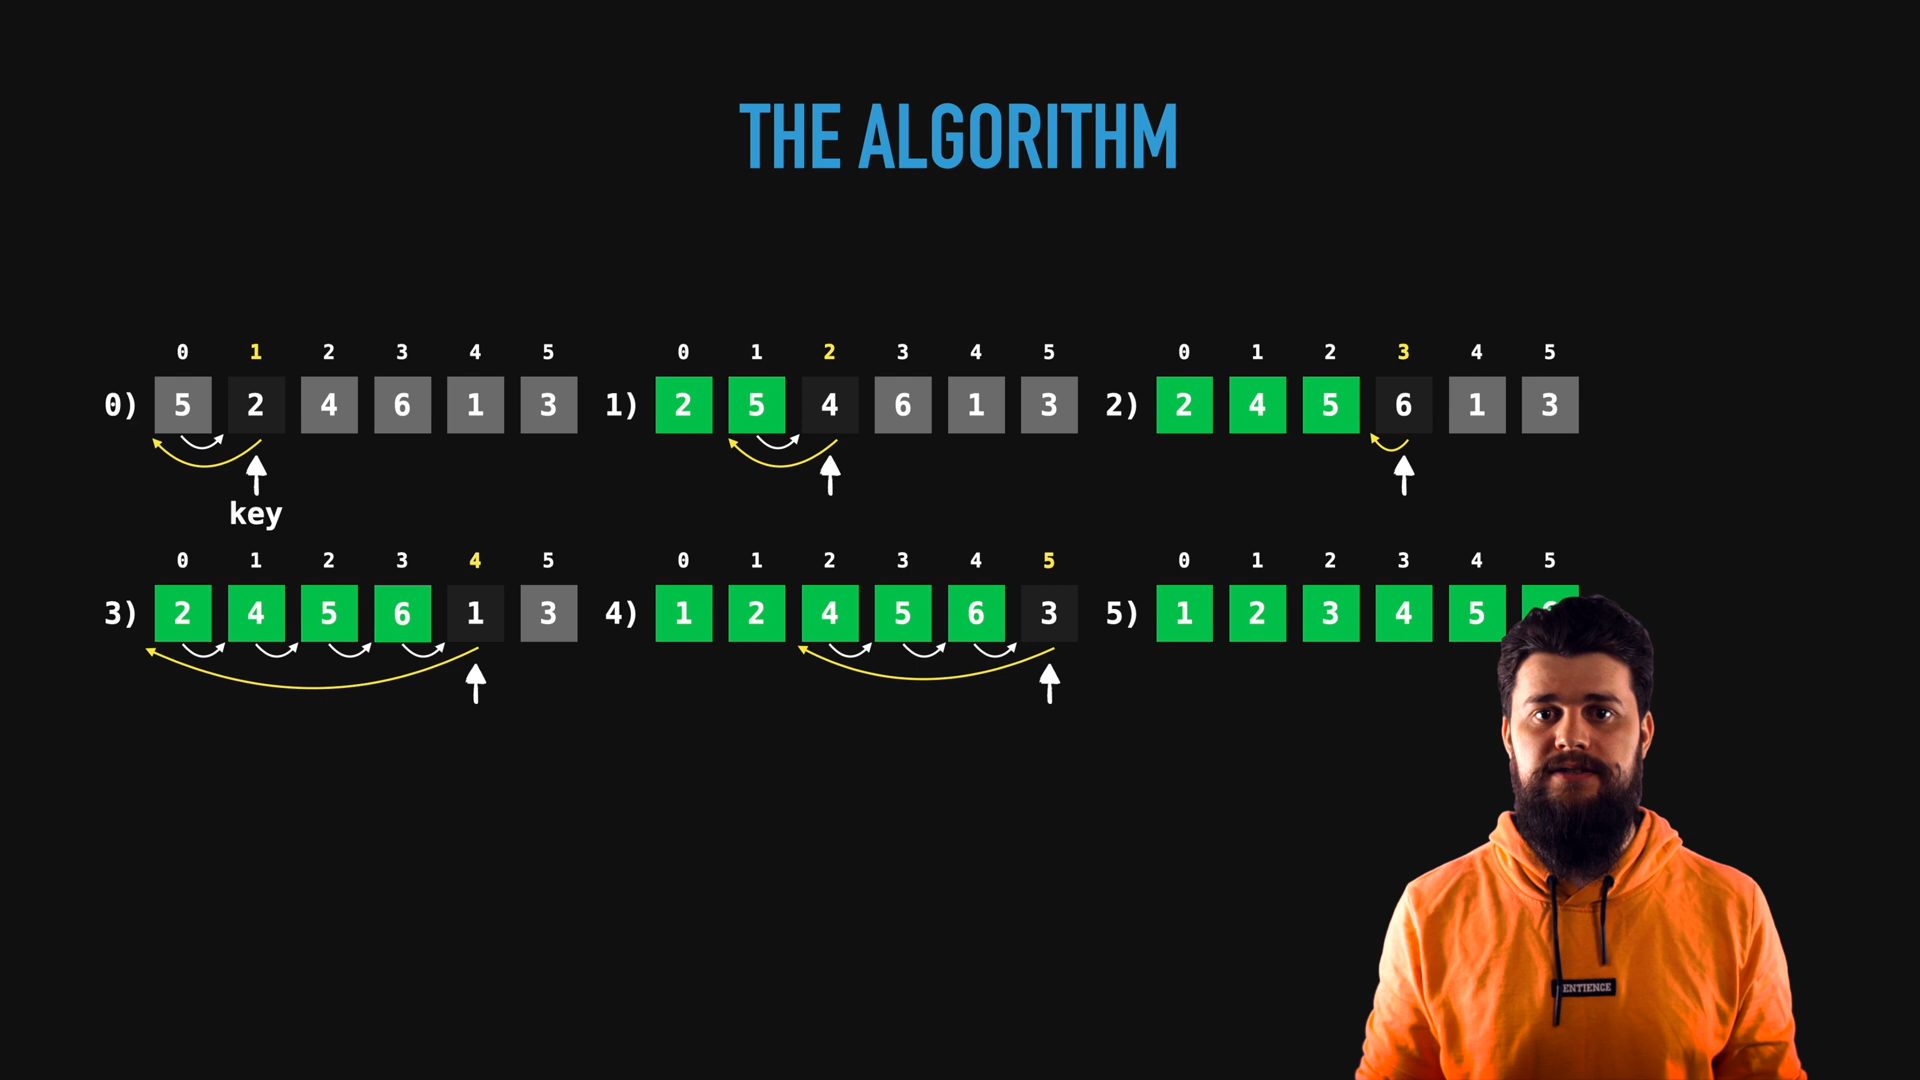 THE ALGORITHM
0 1 2 3 4 5
0) 5 2 4 6 1 3
key
0 1 2 3 4 5
1) 2 5 4 6 1 3
0 1 2 3 4 5
2) 2 4 5 6 1 3
0 1 2 3 4 5
3) 2 4 5 6 1 3
0 1 2 3 4 5
4) 1 2 4 5 6 3
0 1 2 3 4 5
5) 1 2 3 4 5
ENTIENCE